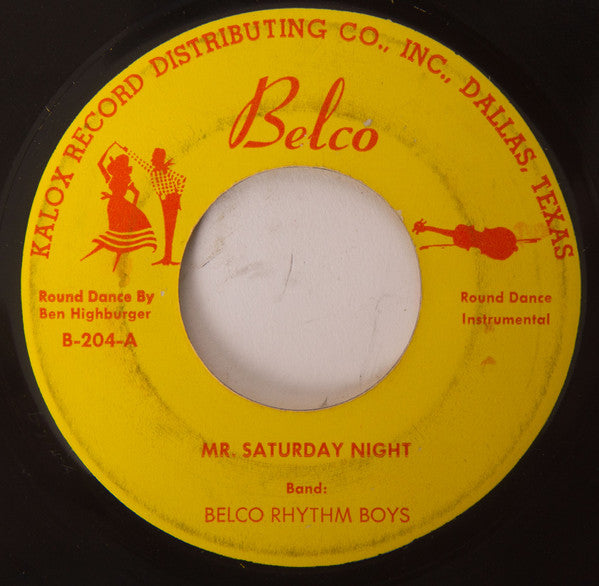 KALOX RECORD DISTRIBUTING CO., INC., DALLAS, TEXAS
Belco
Round Dance By
Ben Highburger
B-204-A
Round Dance
Instrumental
MR. SATURDAY NIGHT
Band:
BELCO RHYTHM BOYS